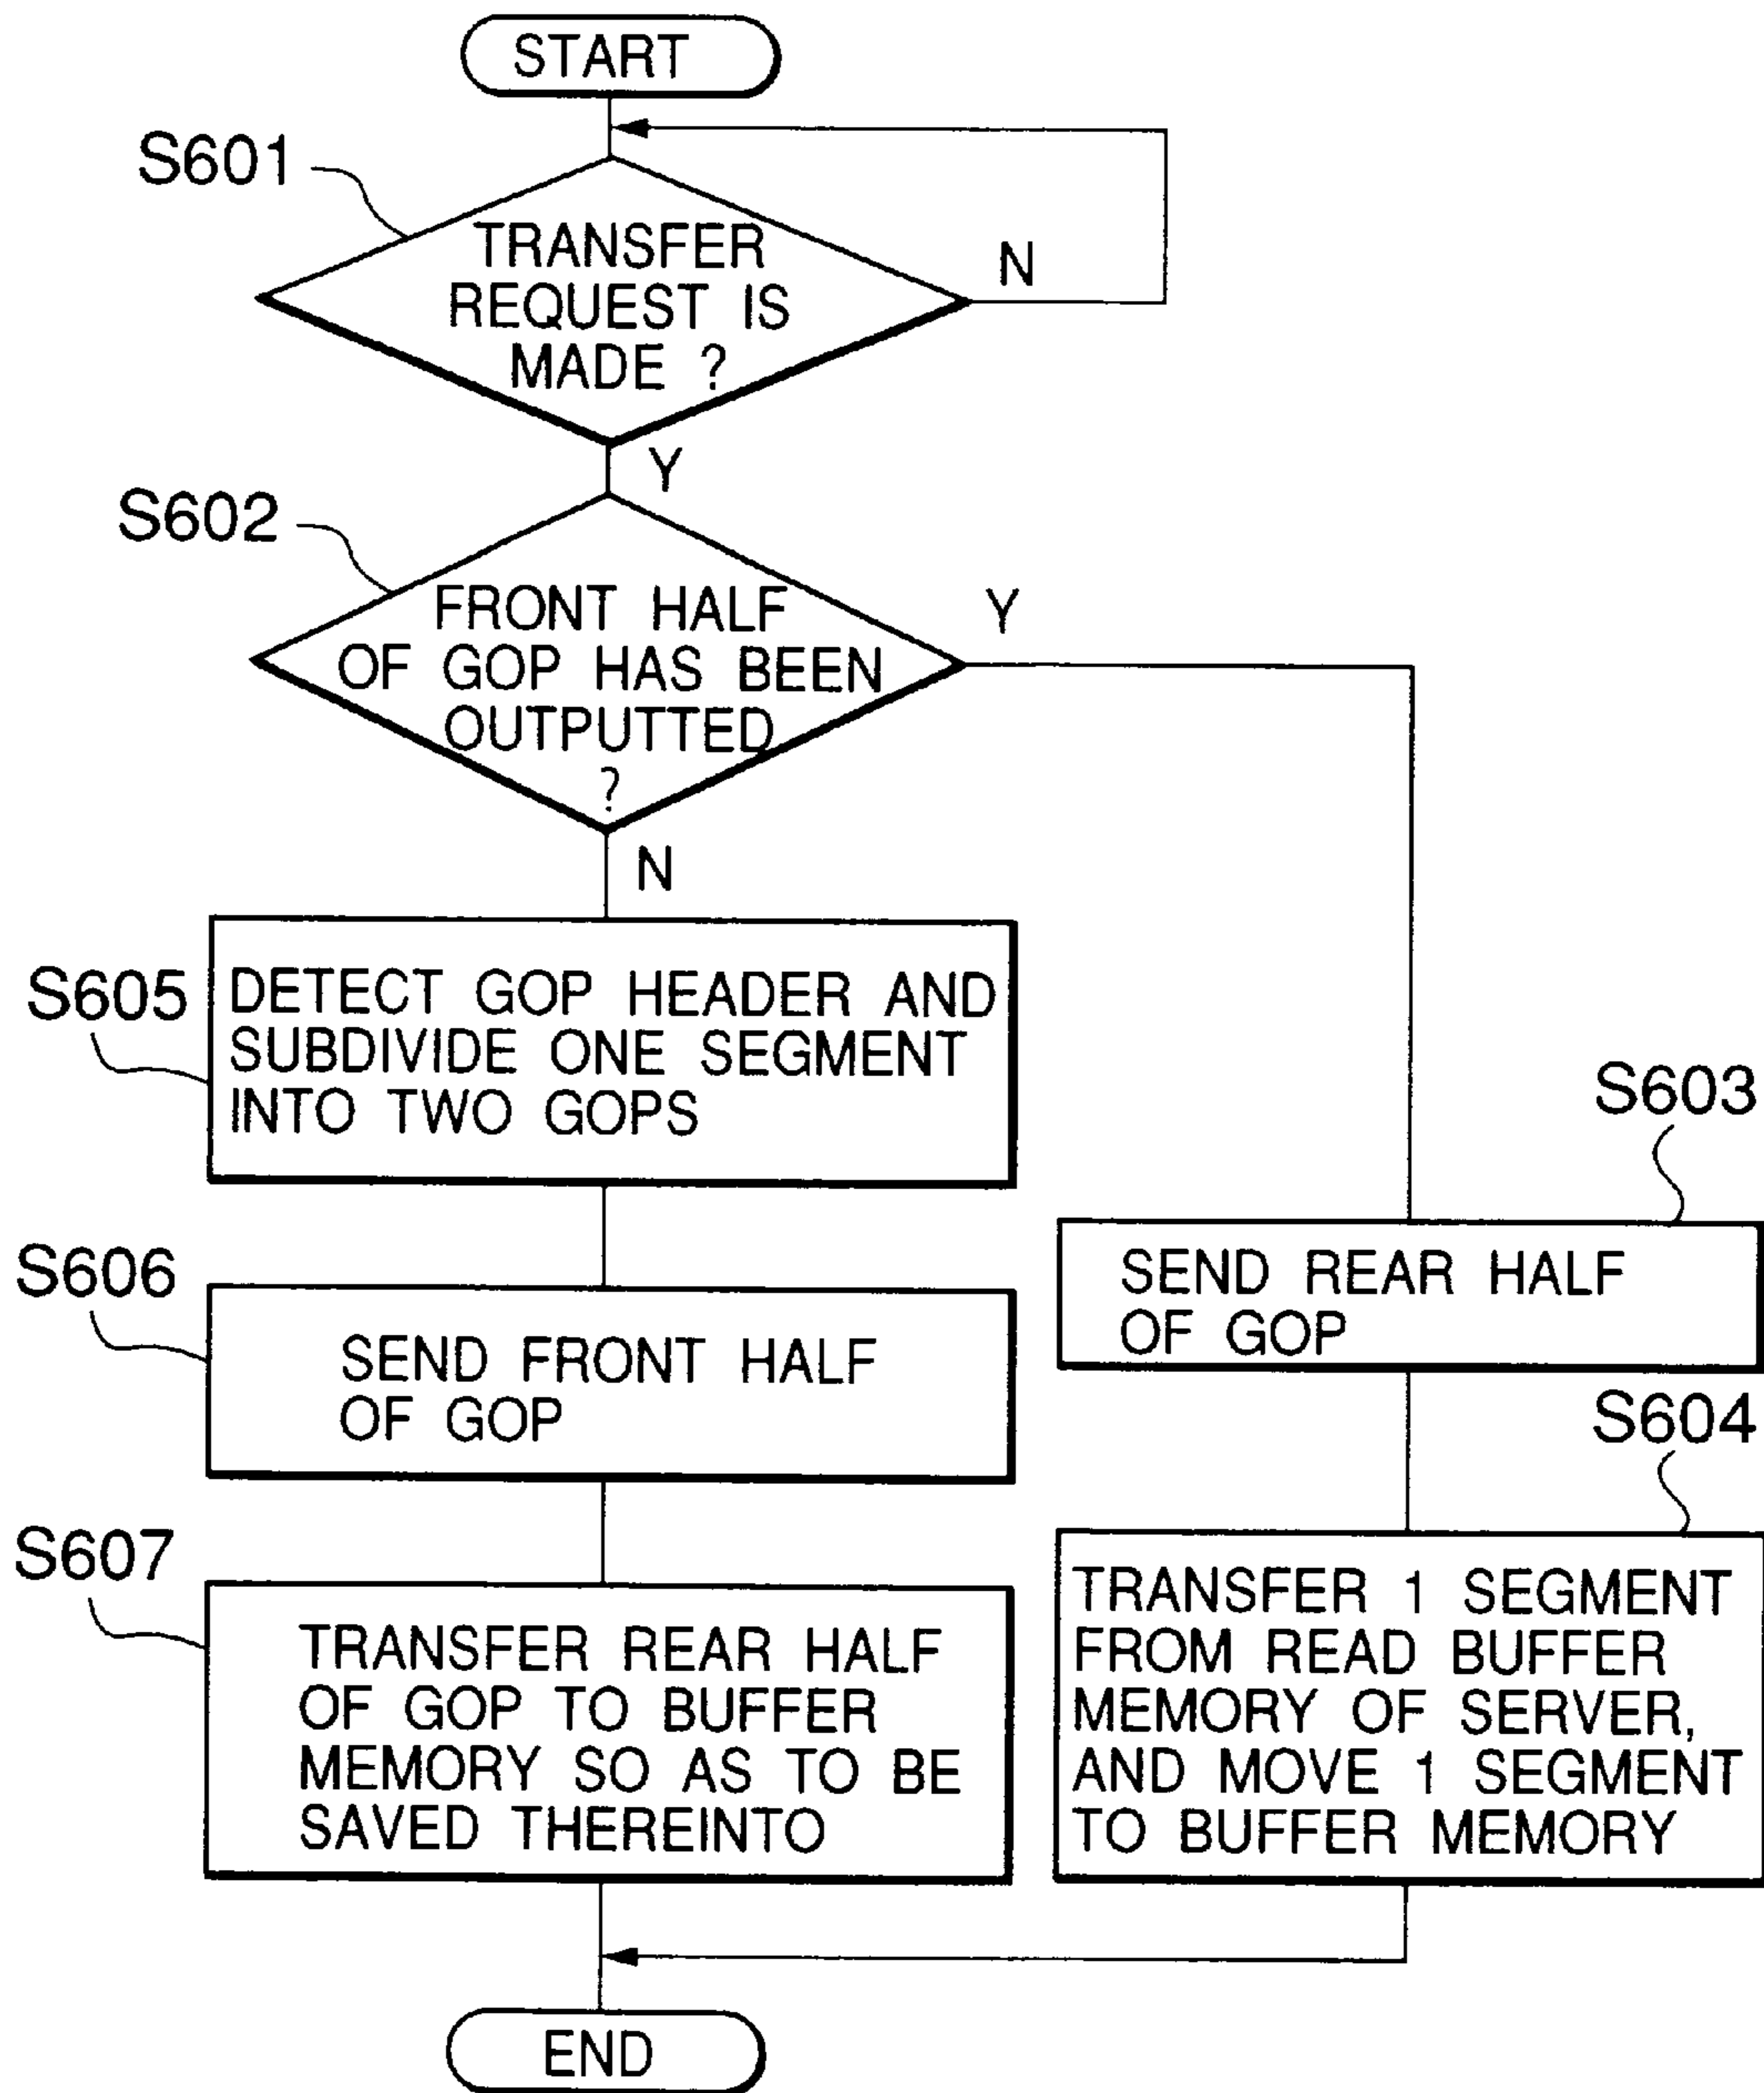 START
S601
TRANSFER
REQUEST IS
MADE ?
N
Y
S602
FRONT HALF
OF GOP HAS BEEN
OUTPUTTED
?
Y
N
S605
DETECT GOP HEADER AND
SUBDIVIDE ONE SEGMENT
INTO TWO GOPS
S606
SEND FRONT HALF
OF GOP
S607
TRANSFER REAR HALF
OF GOP TO BUFFER
MEMORY SO AS TO BE
SAVED THEREINTO
S603
SEND REAR HALF
OF GOP
S604
TRANSFER 1 SEGMENT
FROM READ BUFFER
MEMORY OF SERVER,
AND MOVE 1 SEGMENT
TO BUFFER MEMORY
END